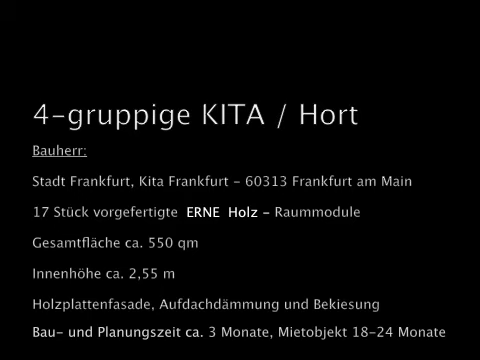 4-gruppige KITA / Hort
Bauherr:
Stadt Frankfurt, Kita Frankfurt – 60313 Frankfurt am Main
17 Stück vorgefertigte ERNE Holz – Raummodule
Gesamtfläche ca. 550 qm
Innenhöhe ca. 2,55 m
Holzplattenfasade, Aufdachdämmung und Bekiesung
Bau- und Planungszeit ca. 3 Monate, Mietobjekt 18-24 Monate